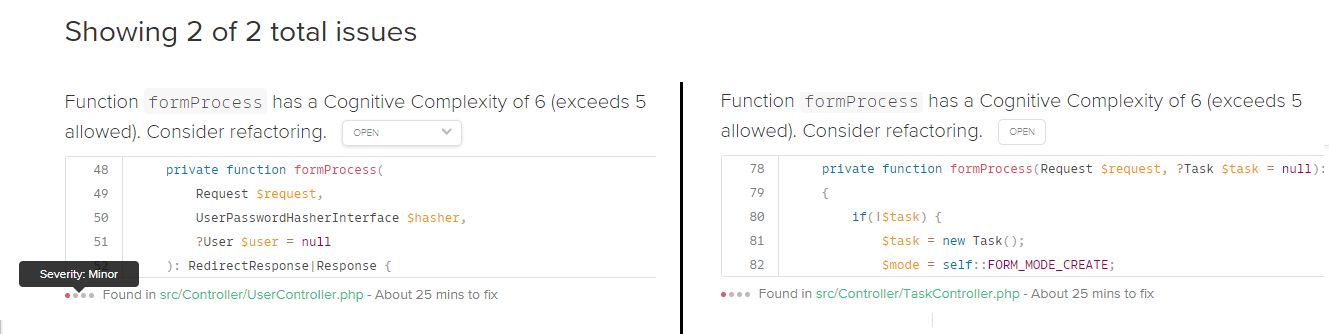 Showing 2 of 2 total issues
Function formProcess has a Cognitive Complexity of 6 (exceeds 5
allowed). Consider refactoring. OPEN
48 private function formProcess(
49 Request $request,
50 UserPasswordHasherInterface $hasher,
51 ?User $user = null
52 ): RedirectResponse|Response {
Severity: Minor
Found in src/Controller/UserController.php - About 25 mins to fix
Function formProcess has a Cognitive Complexity of 6 (exceeds 5
allowed). Consider refactoring. OPEN
78 private function formProcess(Request $request, ?Task $task = null):
79 {
80 if(!$task) {
81 $task = new Task();
82 $mode = self::FORM_MODE_CREATE;
Found in src/Controller/TaskController.php - About 25 mins to fix